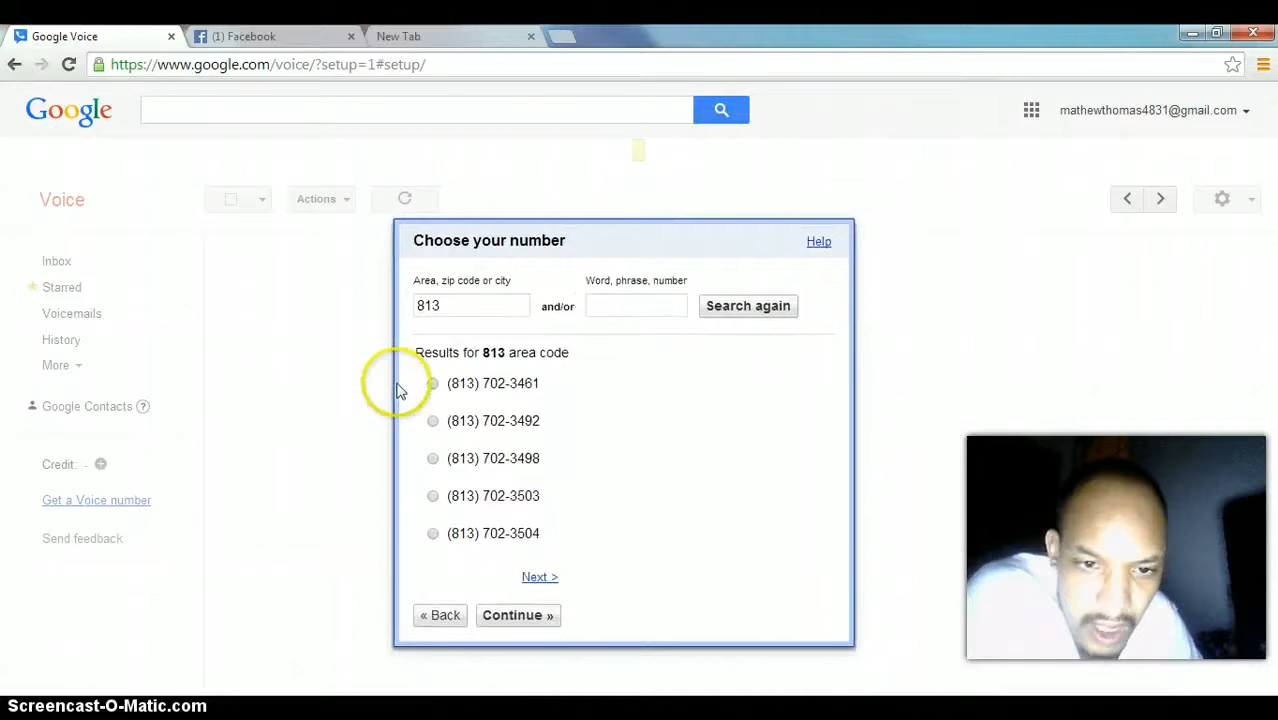 Google Voice
(1) Facebook
New Tab
https://www.google.com/voice/?setup=1#setup/
Google
mathewthomas4831@gmail.com
Voice
Actions
Inbox
Starred
Voicemails
History
More
Google Contacts (?)
Credit: -
Get a Voice number
Send feedback
Choose your number
Help
Area, zip code or city
Word, phrase, number
813
and/or
Search again
Results for 813 area code
(813) 702-3461
(813) 702-3492
(813) 702-3498
(813) 702-3503
(813) 702-3504
Next >
« Back
Continue »
Screencast-O-Matic.com